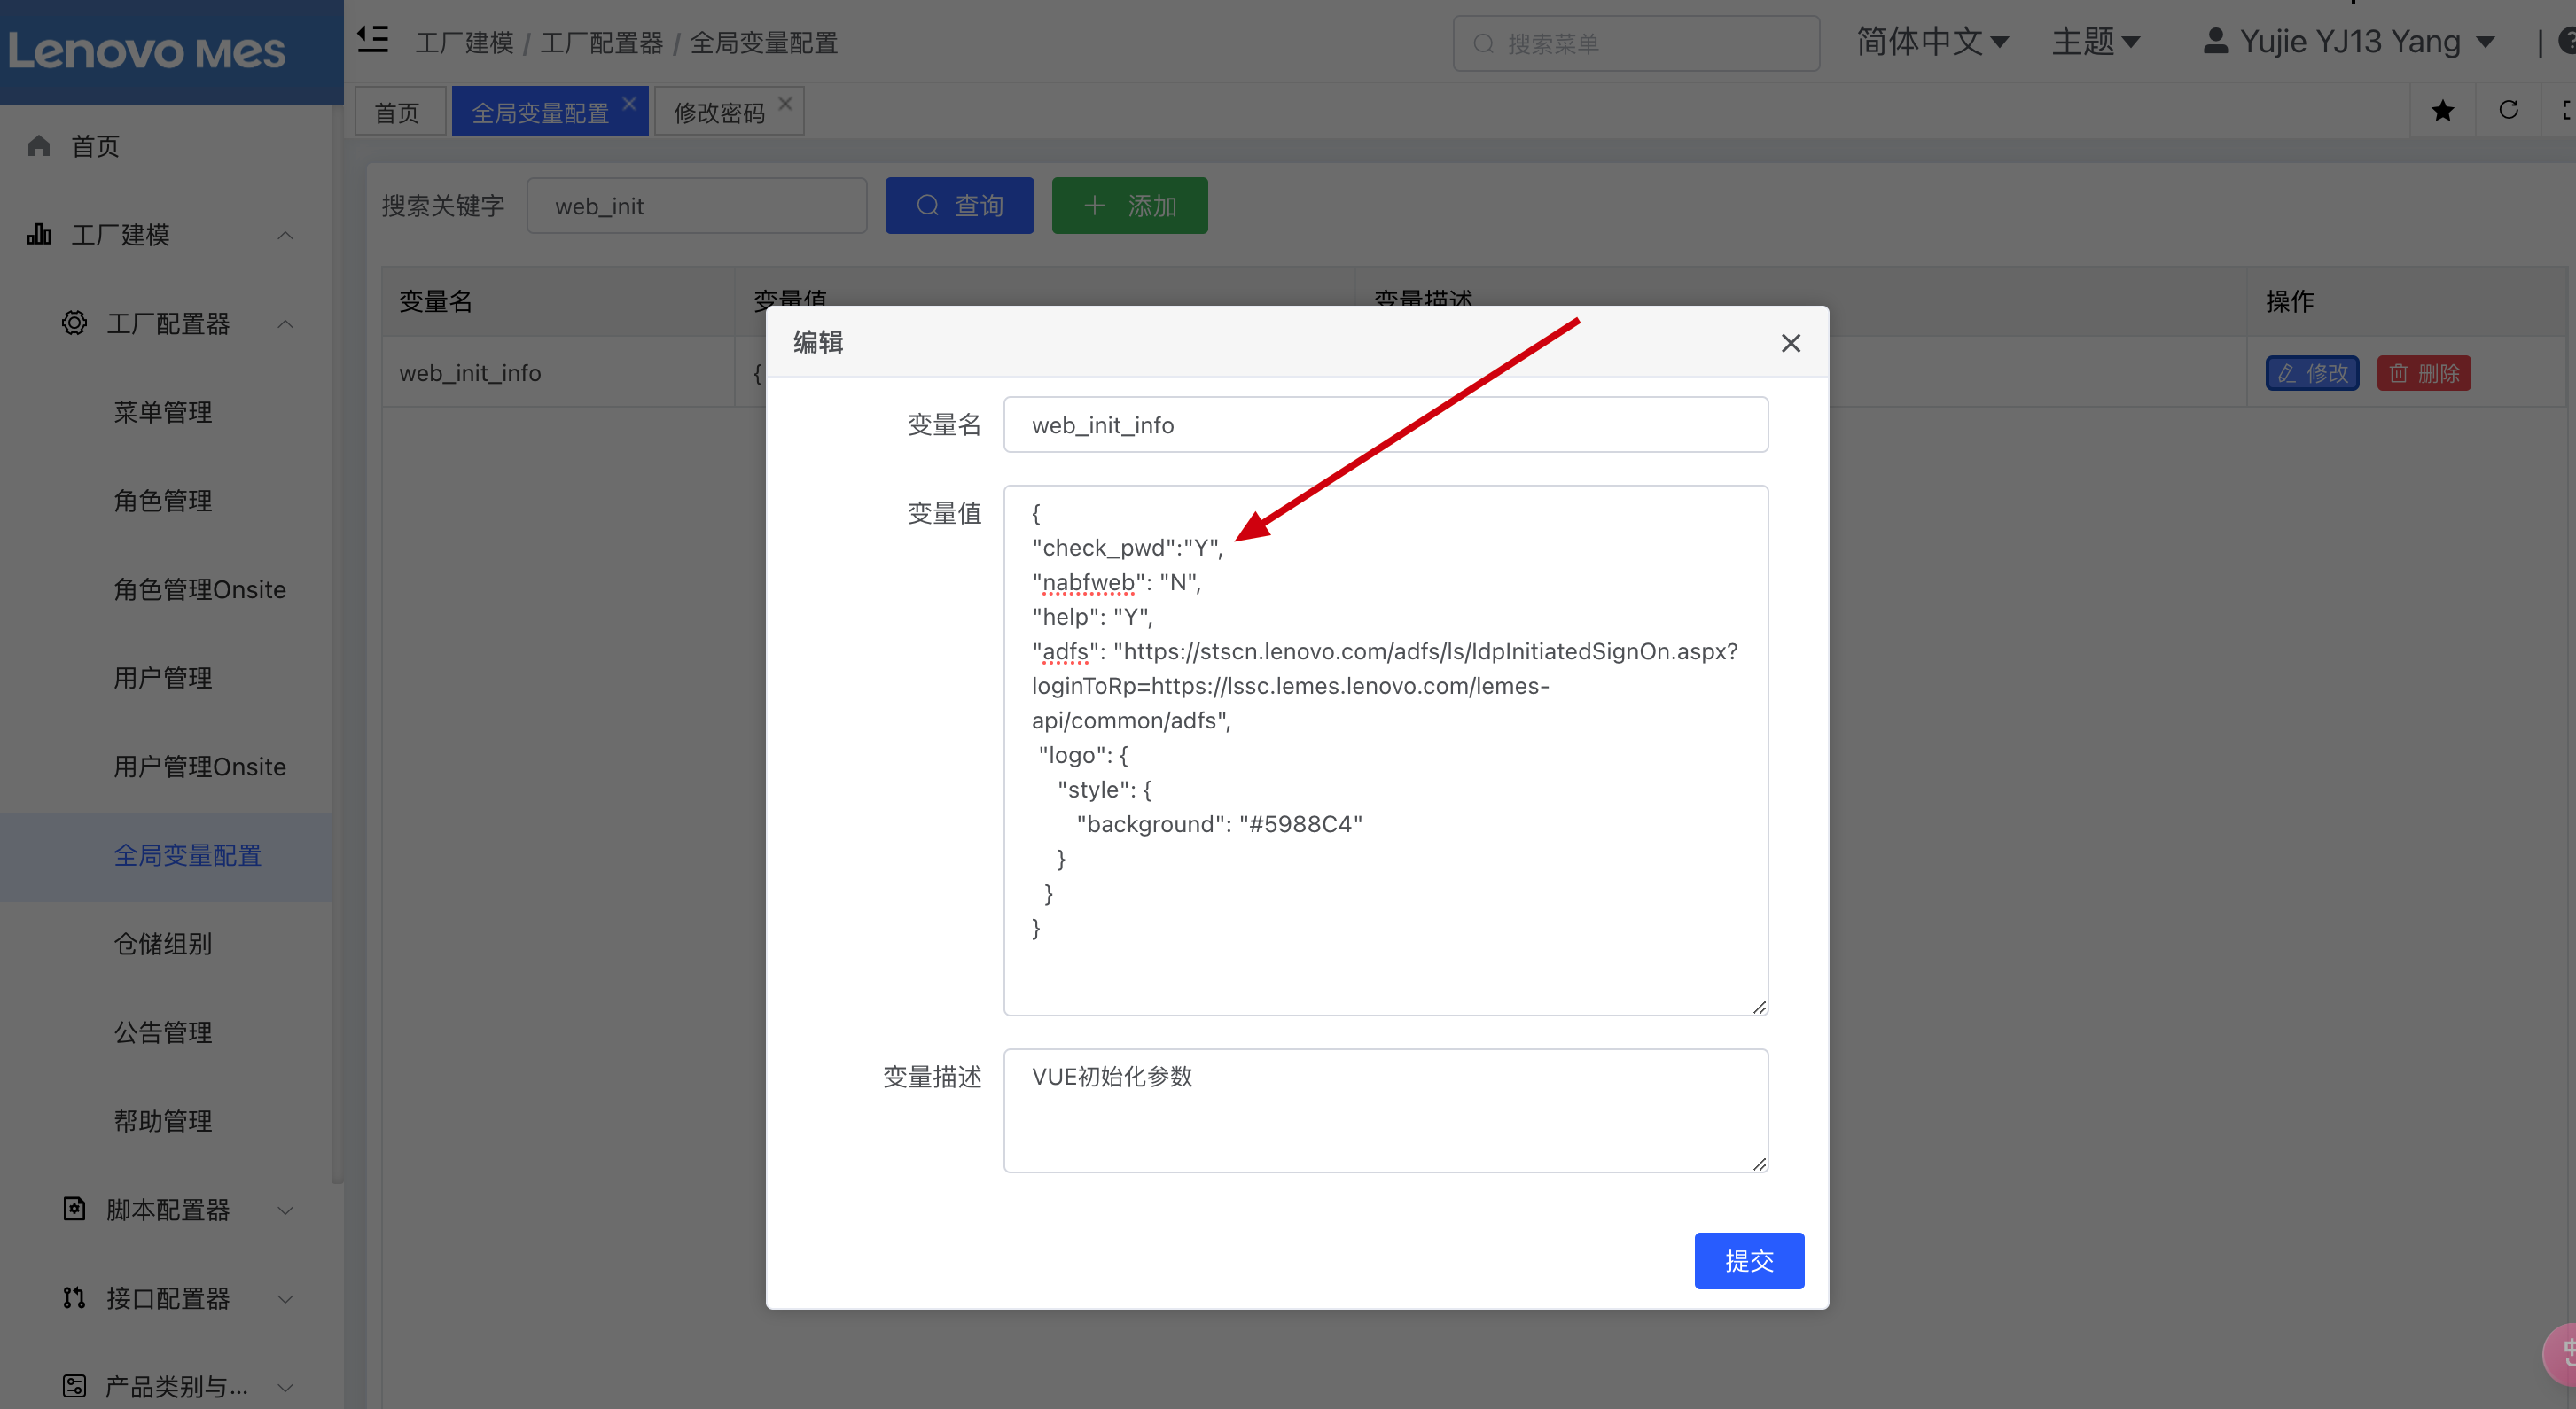 Lenovo Mes
工厂建模 / 工厂配置器 / 全局变量配置
搜索菜单
简体中文
主题
Yujie YJ13 Yang
首页
全局变量配置
修改密码
首页
工厂建模
工厂配置器
菜单管理
角色管理
角色管理Onsite
用户管理
用户管理Onsite
全局变量配置
仓储组别
公告管理
帮助管理
脚本配置器
接口配置器
产品类别与...
搜索关键字
web_init
查询
添加
变量名
变量值
变量描述
操作
web_init_info
{
修改
删除
编辑
变量名
web_init_info
变量值
{
"check_pwd":"Y",
"nabfweb": "N",
"help": "Y",
"adfs": "https://stscn.lenovo.com/adfs/ls/IdpInitiatedSignOn.aspx?
loginToRp=https://lssc.lemes.lenovo.com/lemes-
api/common/adfs",
"logo": {
"style": {
"background": "#5988C4"
}
}
}
变量描述
VUE初始化参数
提交